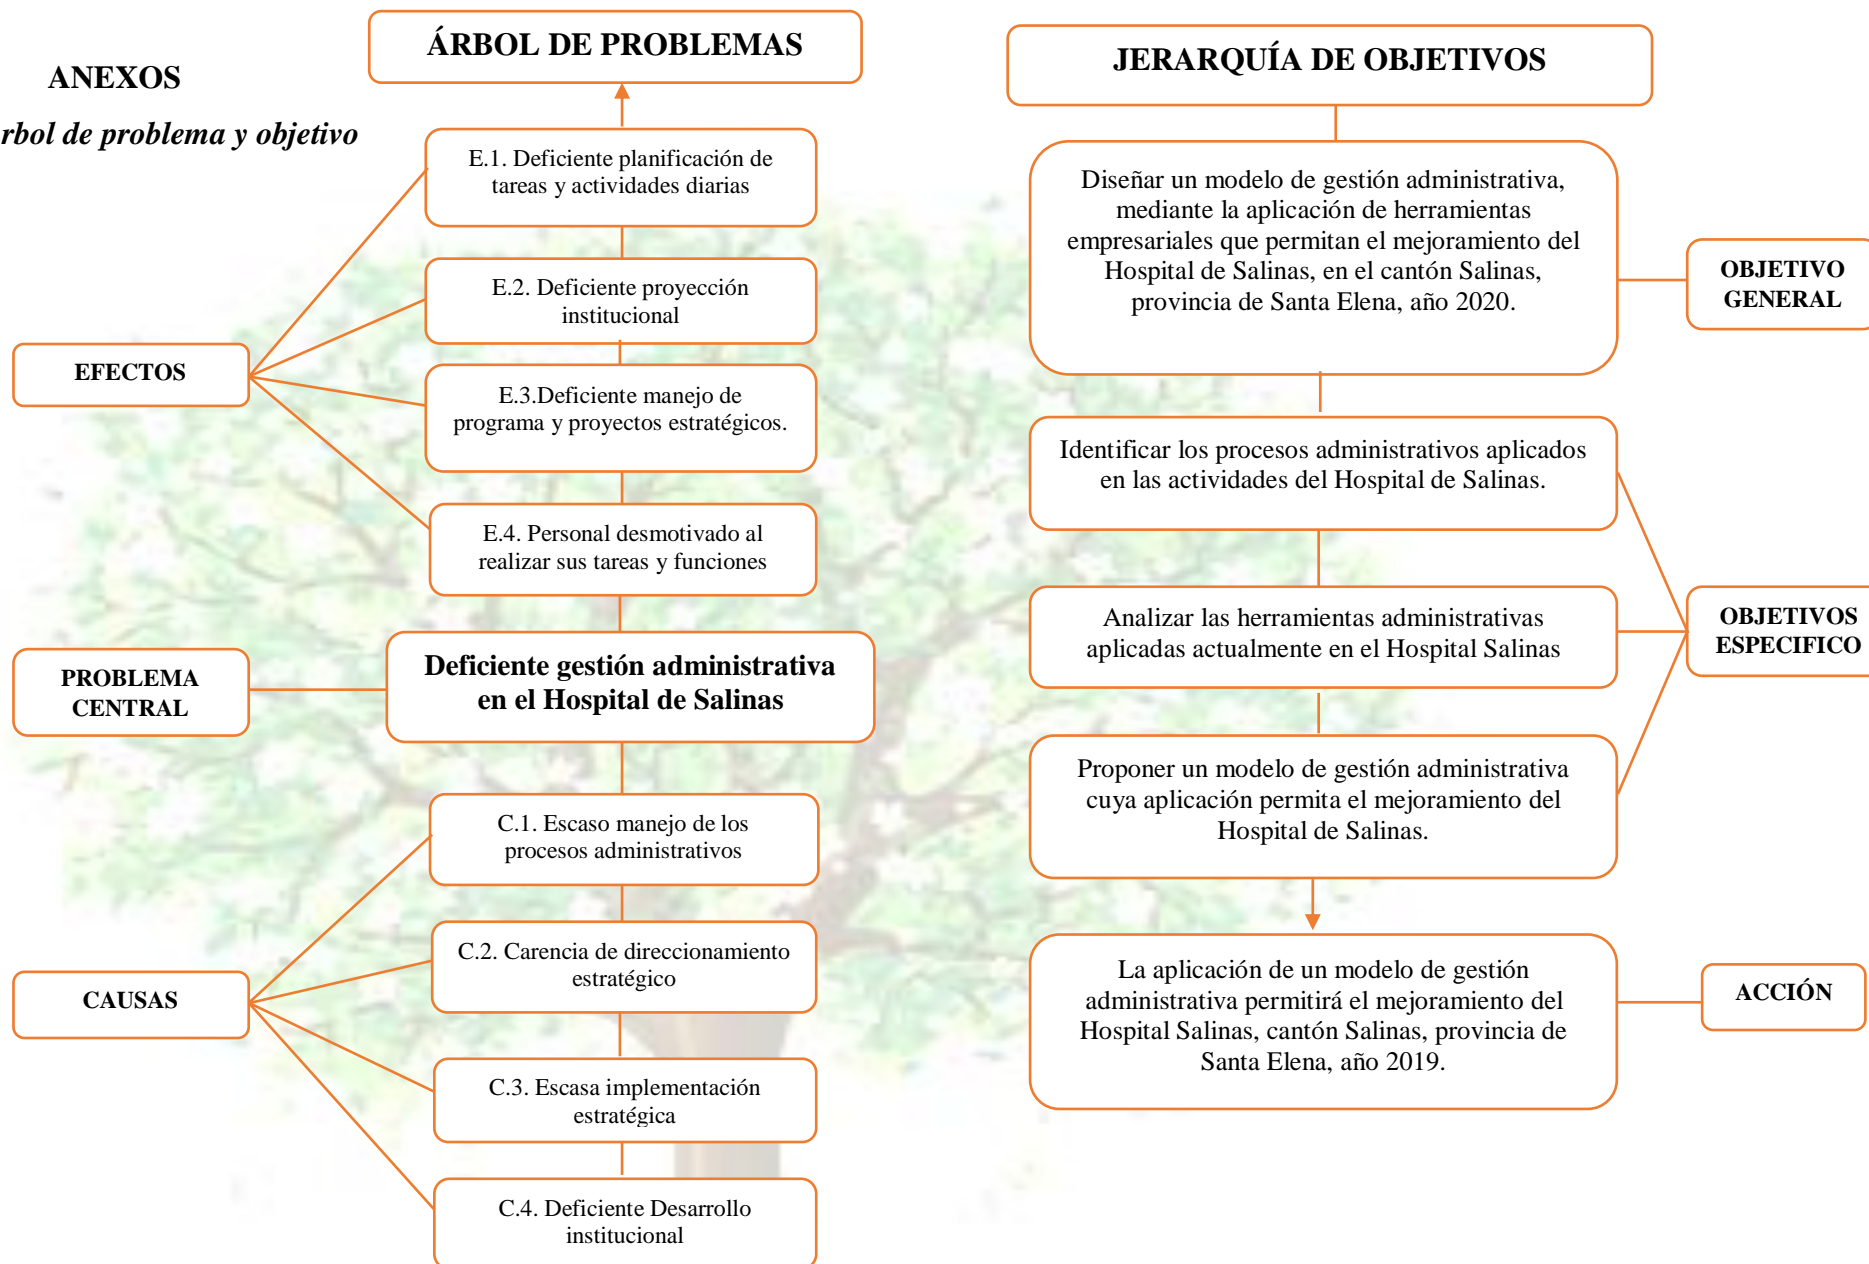 ANEXOS
rbol de problema y objetivo
ÁRBOL DE PROBLEMAS
E.1. Deficiente planificación de
tareas y actividades diarias
E.2. Deficiente proyección
institucional
E.3.Deficiente manejo de
programa y proyectos estratégicos.
E.4. Personal desmotivado al
realizar sus tareas y funciones
EFECTOS
PROBLEMA
CENTRAL
Deficiente gestión administrativa
en el Hospital de Salinas
C.1. Escaso manejo de los
procesos administrativos
C.2. Carencia de direccionamiento
estratégico
CAUSAS
C.3. Escasa implementación
estratégica
C.4. Deficiente Desarrollo
institucional
JERARQUÍA DE OBJETIVOS
Diseñar un modelo de gestión administrativa,
mediante la aplicación de herramientas
empresariales que permitan el mejoramiento del
Hospital de Salinas, en el cantón Salinas,
provincia de Santa Elena, año 2020.
OBJETIVO
GENERAL
Identificar los procesos administrativos aplicados
en las actividades del Hospital de Salinas.
Analizar las herramientas administrativas
aplicadas actualmente en el Hospital Salinas
OBJETIVOS
ESPECIFICO
Proponer un modelo de gestión administrativa
cuya aplicación permita el mejoramiento del
Hospital de Salinas.
La aplicación de un modelo de gestión
administrativa permitirá el mejoramiento del
Hospital Salinas, cantón Salinas, provincia de
Santa Elena, año 2019.
ACCIÓN